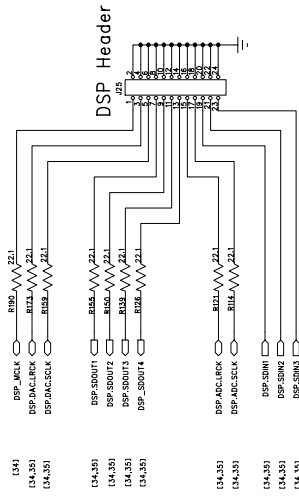 DSP Header
J25
2 4 6 8 10 12 14 16 18 20 22 24
1 3 5 7 9 11 13 15 17 19 21 23
R190 22.1 DSP_MCLK [34]
R173 22.1 DSP.DAC.LRCK [34,35]
R159 22.1 DSP.DAC.SCLK [34,35]
R155 22.1 DSP.SDOUT1 [34,35]
R150 22.1 DSP.SDOUT2 [34,35]
R139 22.1 DSP.SDOUT3 [34,35]
R126 22.1 DSP_SDOUT4 [34,35]
R121 22.1 DSP.ADC.LRCK [34,35]
R114 22.1 DSP.ADC.SCLK [34,35]
DSP.SDIN1 [34,35]
DSP.SDIN2 [34,35]
DSP.SDIN3 [34,35]